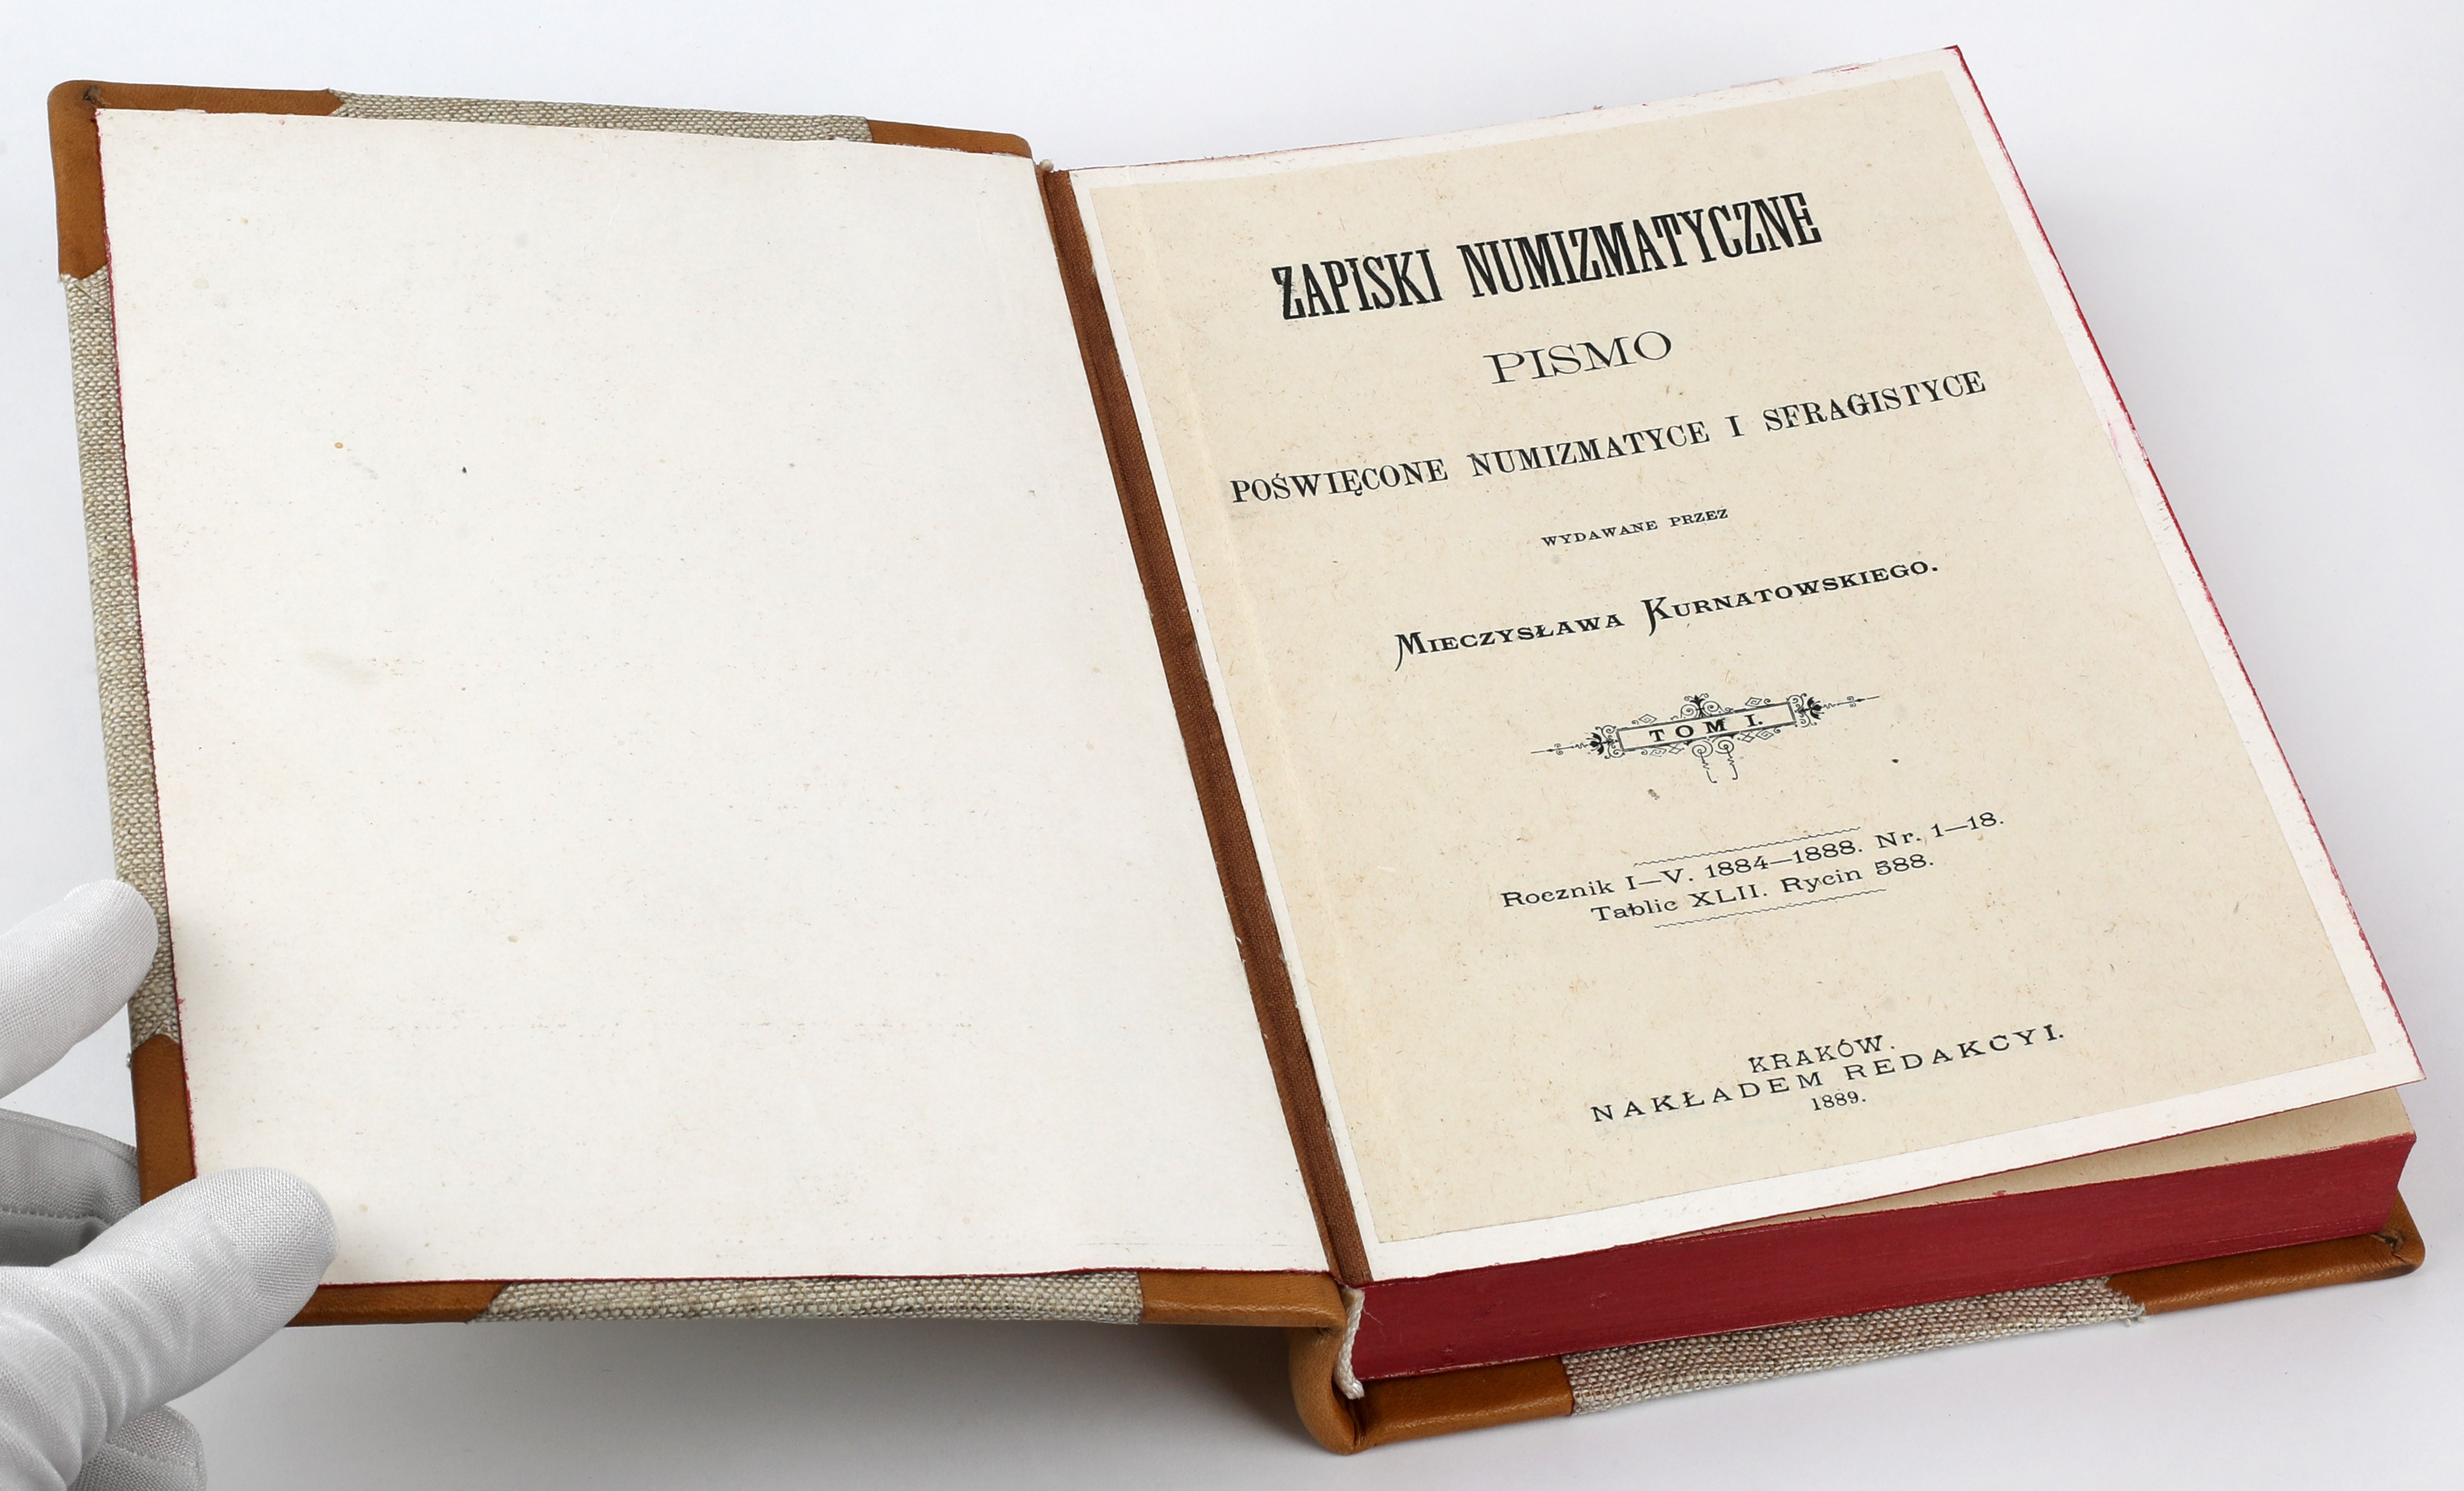 ZAPISKI NUMIZMATYCZNE
PISMO
POŚWIĘCONE NUMIZMATYCE I SFRAGISTYCE
WYDAWANE PRZEZ
MIECZYSŁAWA KURNATOWSKIEGO.
TOM I.
Rocznik I—V. 1884—1888. Nr. 1—18.
Tablic XLII. Rycin 588.
KRAKÓW.
NAKŁADEM REDAKCYI.
1889.